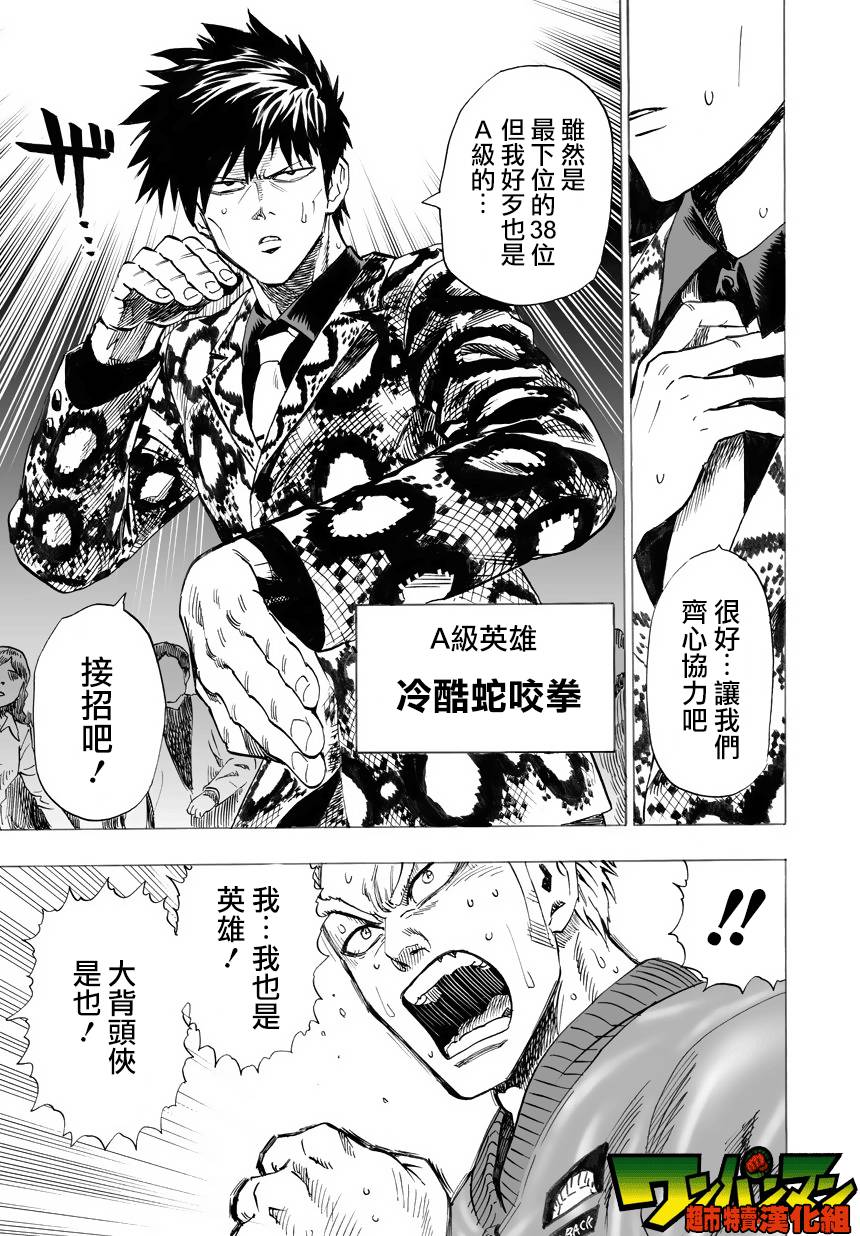 很好…讓我們
齊心協力吧
雖然是
最下位的38位
但我好歹也是
A級的…
ザ
A級英雄
冷酷蛇咬拳
接招吧！
!!
我…我也是
英雄！
大背頭俠
是也！
BACK
ワンパンマン
超市特賣漢化組